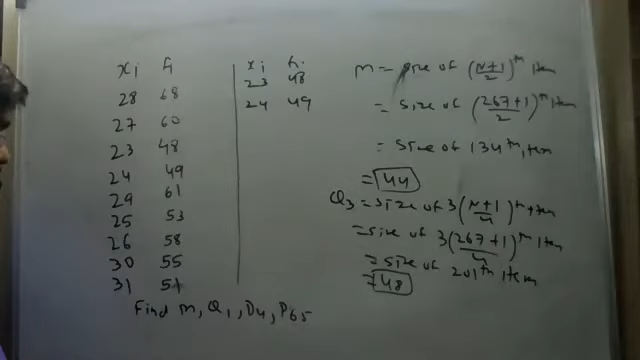 xi fi
28 68
27 60
23 48
24 49
29 61
25 53
26 58
30 55
31 51
Find M, Q1, D4, P65
xi fi
23 48
24 49
M = size of (N+1/2)th item
= size of (267+1/2)th item
= size of 134th item
= 44
Q3 = size of 3(N+1/4)th item
= size of 3(267+1/4)th item
= size of 201th item
= 48